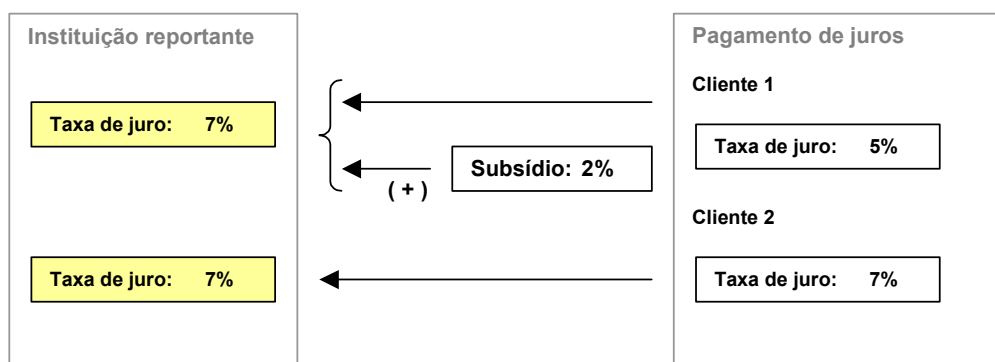 Instituição reportante
Taxa de juro: 7%
Taxa de juro: 7%
Subsídio: 2%
( + )
Pagamento de juros
Cliente 1
Taxa de juro: 5%
Cliente 2
Taxa de juro: 7%